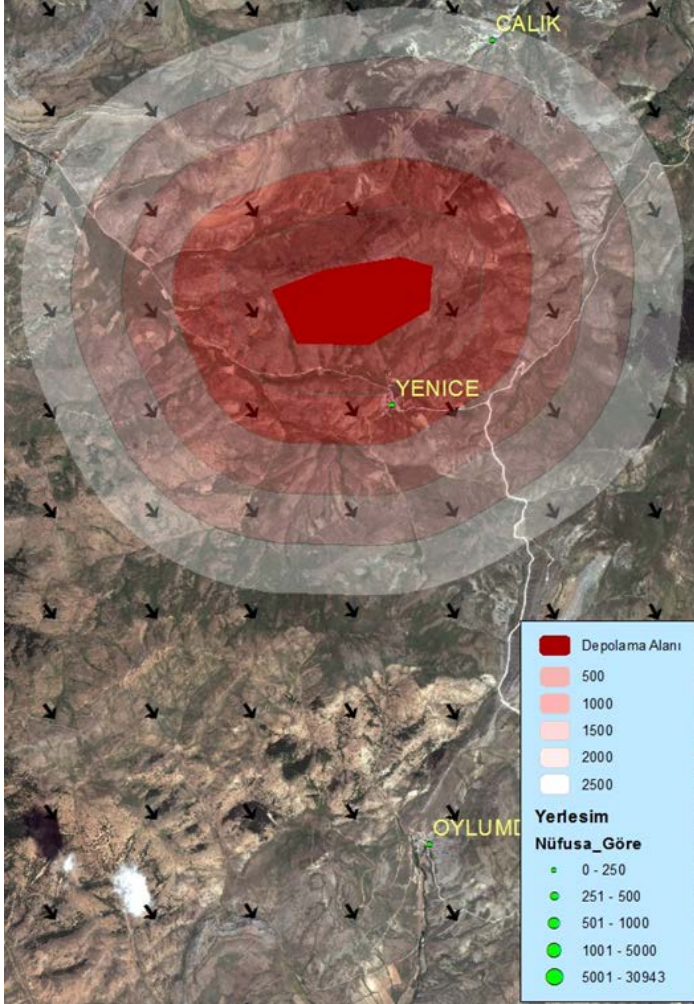 CALIK
YENICE
OYLUMD
Depolama Alanı
500
1000
1500
2000
2500
Yerlesim
Nüfusa_Göre
0 - 250
251 - 500
501 - 1000
1001 - 5000
5001 - 30943